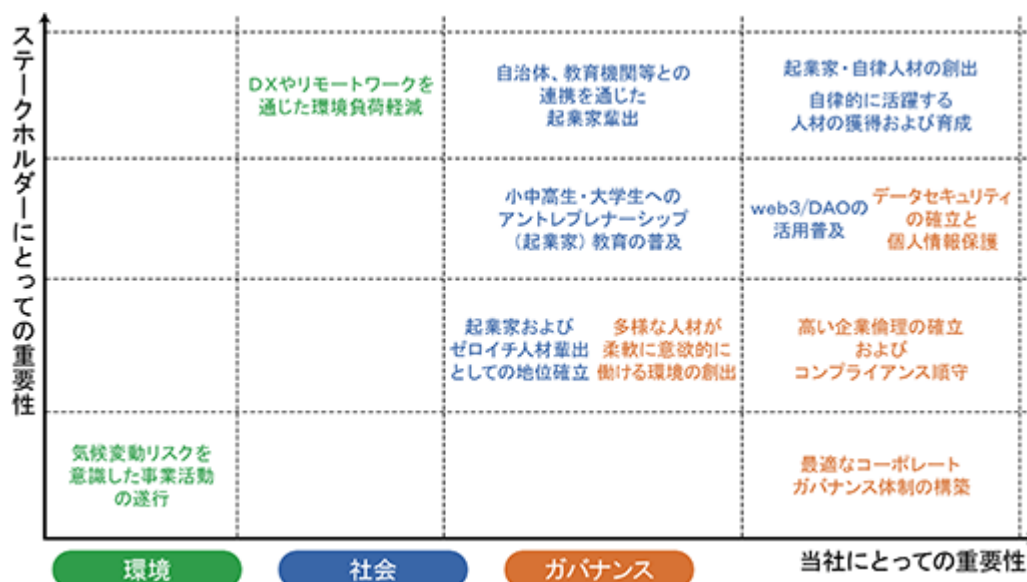 ステークホルダーにとっての重要性
DXやリモートワークを
通じた環境負荷軽減
自治体、教育機関等との
連携を通じた
起業家輩出
起業家・自律人材の創出
自律的に活躍する
人材の獲得および育成
小中高生・大学生への
アントレプレナーシップ
（起業家）教育の普及
web3/DAOの
活用普及
データセキュリティ
の確立と
個人情報保護
起業家および
ゼロイチ人材輩出
としての地位確立
多様な人材が
柔軟に意欲的に
働ける環境の創出
高い企業倫理の確立
および
コンプライアンス順守
気候変動リスクを
意識した事業活動
の遂行
最適なコーポレート
ガバナンス体制の構築
環境
社会
ガバナンス
当社にとっての重要性